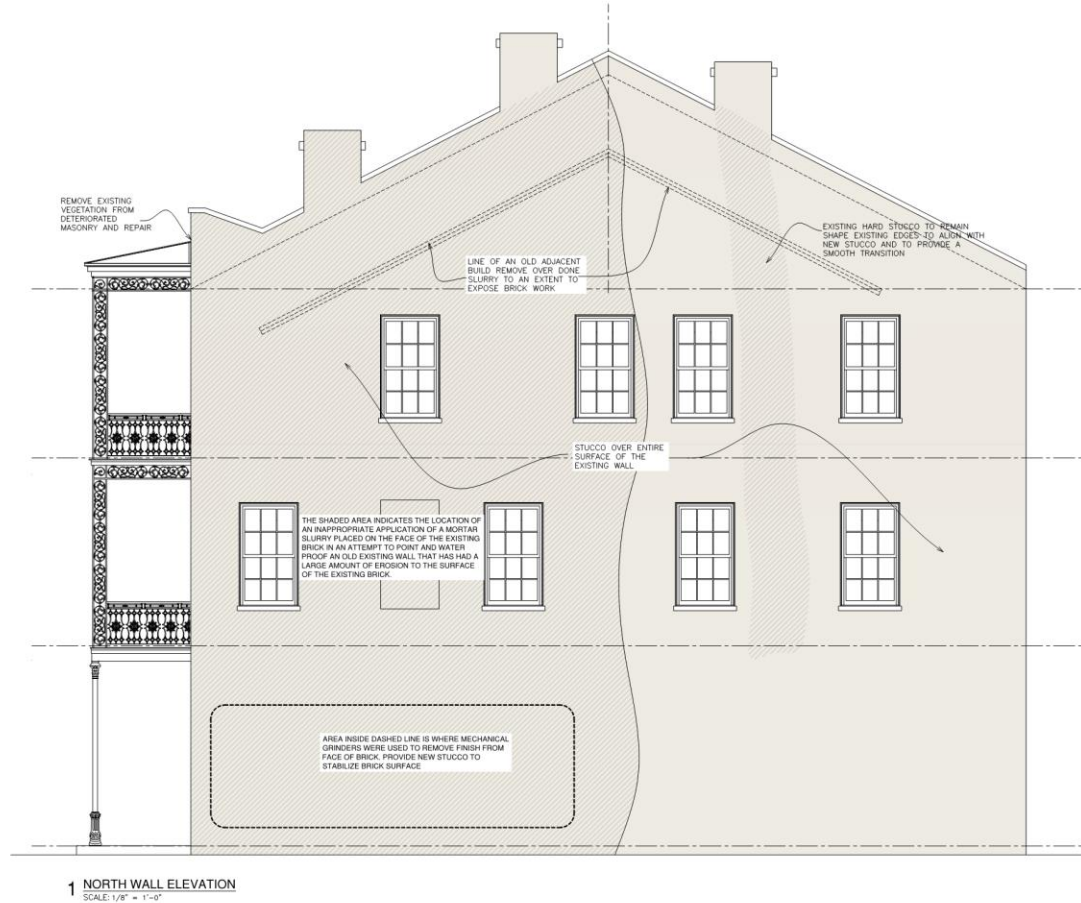 REMOVE EXISTING
VEGETATION FROM
DETERIORATED
MASONRY AND REPAIR
LINE OF AN OLD ADJACENT
BUILD REMOVE OVER DONE
SLURRY TO AN EXTENT TO
EXPOSE BRICK WORK
EXISTING HARD STUCCO TO REMAIN
SHAPE EXISTING EDGES TO ALIGN WITH
NEW STUCCO AND TO PROVIDE A
SMOOTH TRANSITION
STUCCO OVER ENTIRE
SURFACE OF THE
EXISTING WALL
THE SHADED AREA INDICATES THE LOCATION OF
AN INAPPROPRIATE APPLICATION OF A MORTAR
SLURRY PLACED ON THE FACE OF THE EXISTING
BRICK IN AN ATTEMPT TO POINT AND WATER
PROOF AN OLD EXISTING WALL THAT HAS HAD A
LARGE AMOUNT OF EROSION TO THE SURFACE
OF THE EXISTING BRICK.
AREA INSIDE DASHED LINE IS WHERE MECHANICAL
GRINDERS WERE USED TO REMOVE FINISH FROM
FACE OF BRICK. PROVIDE NEW STUCCO TO
STABILIZE BRICK SURFACE
1 NORTH WALL ELEVATION
SCALE: 1/8" = 1'-0"